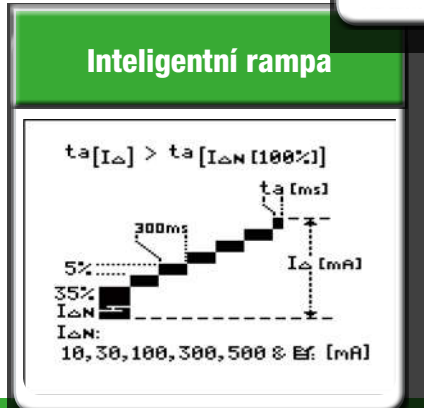 Inteligentní rampa
ta[I△] > ta[I△N [100%]]
ta [ms]
300ms
5%
I△ [mA]
35%
I△N
I△N:
10,30,100,300,500 & [mA]